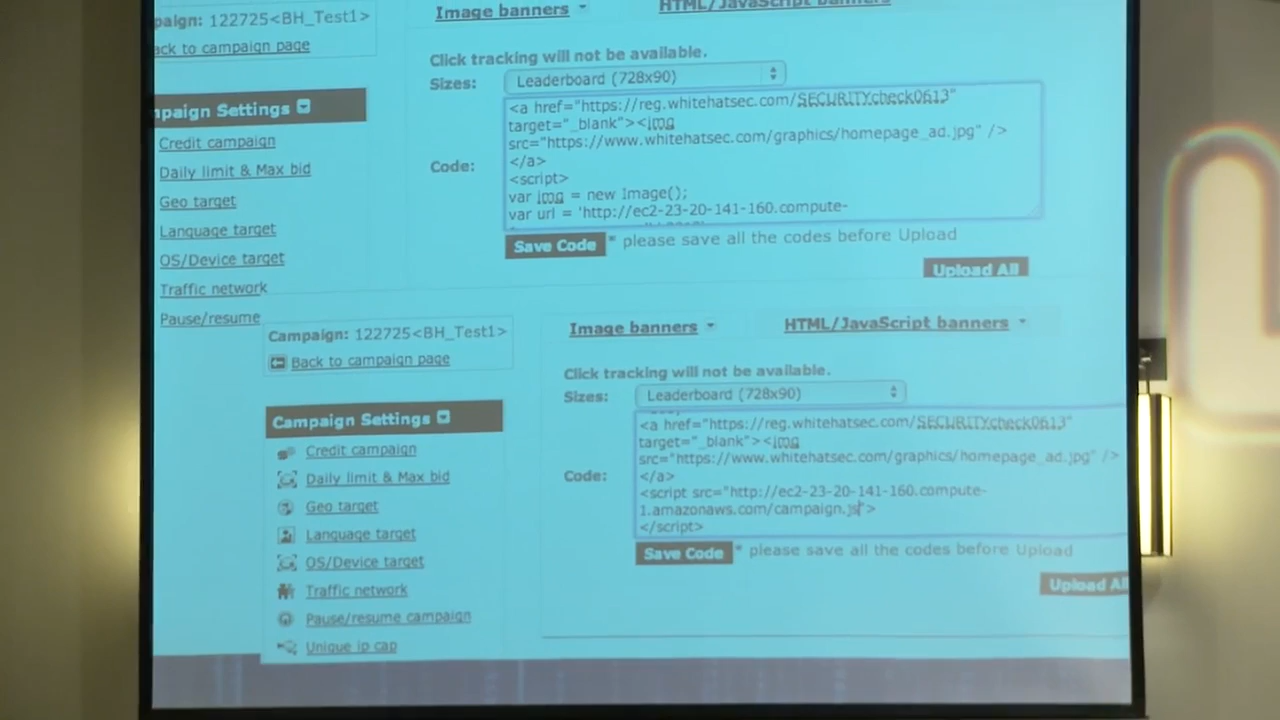 paign: 122725<BH_Test1>
ack to campaign page
mpaign Settings
Credit campaign
Daily limit & Max bid
Geo target
Language target
OS/Device target
Traffic network
Pause/resume
Image banners
HTML/JavaScript banners
Click tracking will not be available.
Sizes: Leaderboard (728x90)
Code:
<a href="https://reg.whitehatsec.com/SECURITYcheck0613"
target="_blank"><img
src="https://www.whitehatsec.com/graphics/homepage_ad.jpg" />
</a>
<script>
var img = new Image();
var url = 'http://ec2-23-20-141-160.compute-
Save Code * please save all the codes before Upload
Upload All
Campaign: 122725<BH_Test1>
Back to campaign page
Campaign Settings
Credit campaign
Daily limit & Max bid
Geo target
Language target
OS/Device target
Traffic network
Pause/resume campaign
Unique ip cap
Image banners
HTML/JavaScript banners
Click tracking will not be available.
Sizes: Leaderboard (728x90)
Code:
<a href="https://reg.whitehatsec.com/SECURITYcheck0613"
target="_blank"><img
src="https://www.whitehatsec.com/graphics/homepage_ad.jpg" />
</a>
<script src="http://ec2-23-20-141-160.compute-
1.amazonaws.com/campaign.js">
</script>
Save Code * please save all the codes before Upload
Upload All